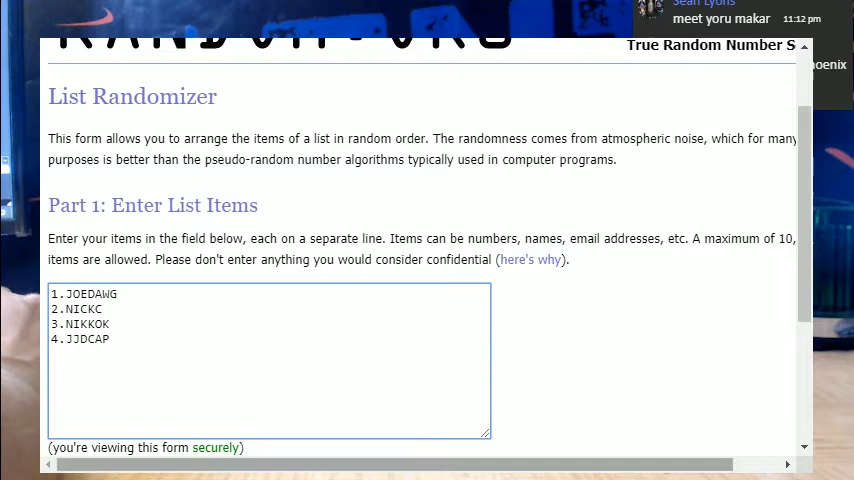 Sean Lyons
meet yoru makar 11:12 pm
RANDOM.ORG
True Random Number S
hoenix
List Randomizer
This form allows you to arrange the items of a list in random order. The randomness comes from atmospheric noise, which for many
purposes is better than the pseudo-random number algorithms typically used in computer programs.
Part 1: Enter List Items
Enter your items in the field below, each on a separate line. Items can be numbers, names, email addresses, etc. A maximum of 10,
items are allowed. Please don't enter anything you would consider confidential (here's why).
1.JOEDAWG
2.NICKC
3.NIKKOK
4.JJDCAP
(you're viewing this form securely)